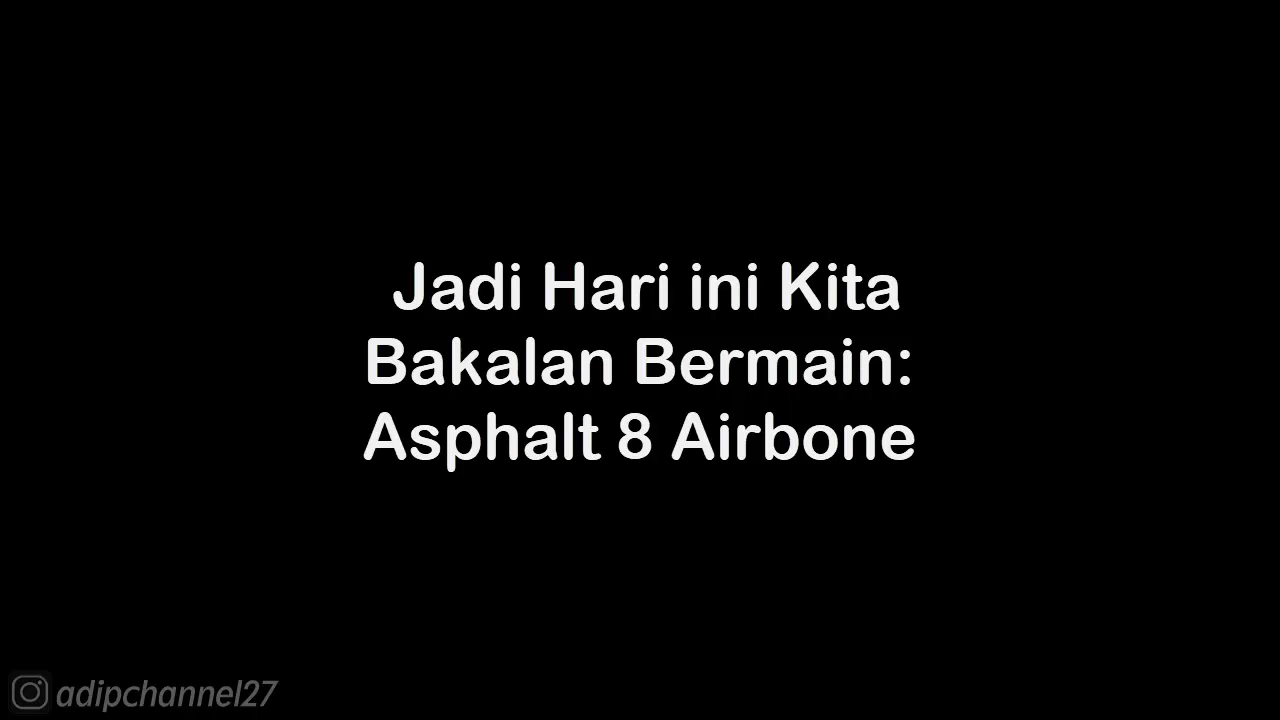 Jadi Hari ini Kita
Bakalan Bermain:
Asphalt 8 Airbone
adipchannel27